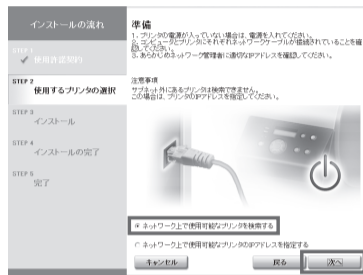 インストールの流れ
STEP 1
使用許諾契約
STEP 2
使用するプリンタの選択
STEP 3
インストール
STEP 4
インストールの完了
STEP 5
完了
準備
1. プリンタの電源が入っていない場合は、電源を入れてください。
2. コンピュータとプリンタにそれぞれネットワークケーブルが接続されていることを確
認してください。
3. あらかじめネットワーク管理者に適切なIPアドレスを確認してください。
注意事項
サブネット外にあるプリンタは検索できません。
この場合は、プリンタのIPアドレスを指定してください。
ネットワーク上で使用可能なプリンタを検索する
ネットワーク上で使用可能なプリンタのIPアドレスを指定する
キャンセル
戻る
次へ